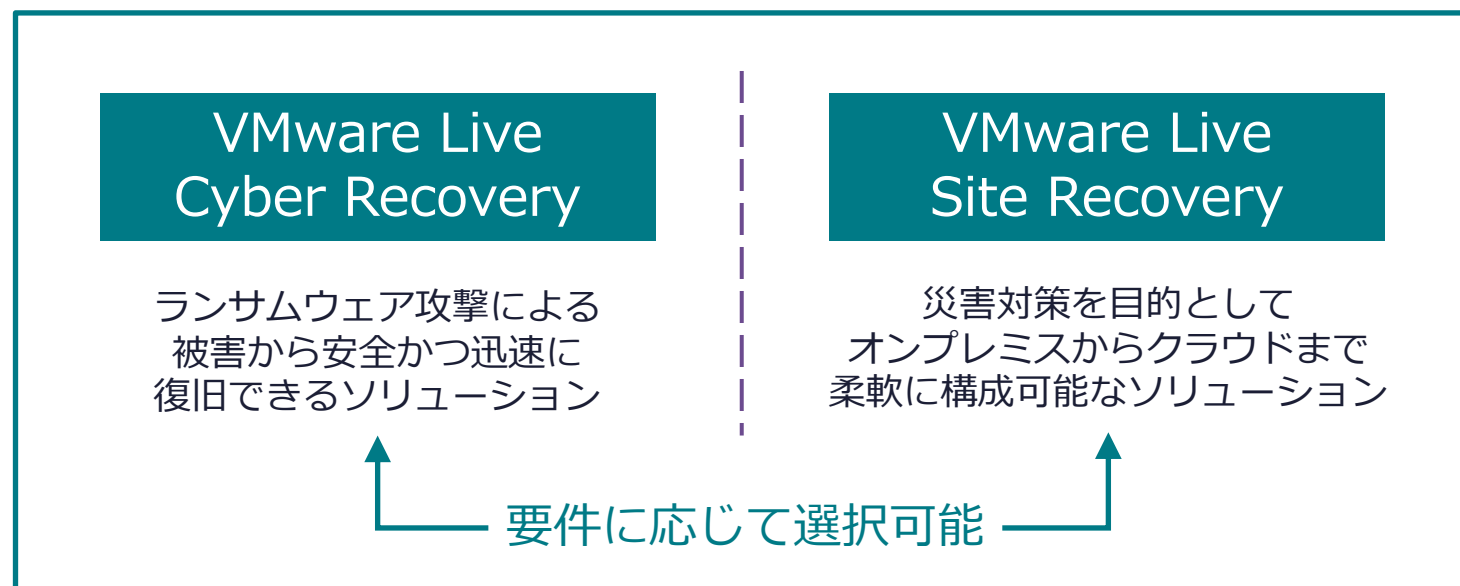 VMware Live
Cyber Recovery
ランサムウェア攻撃による
被害から安全かつ迅速に
復旧できるソリューション
VMware Live
Site Recovery
災害対策を目的として
オンプレミスからクラウドまで
柔軟に構成可能なソリューション
要件に応じて選択可能